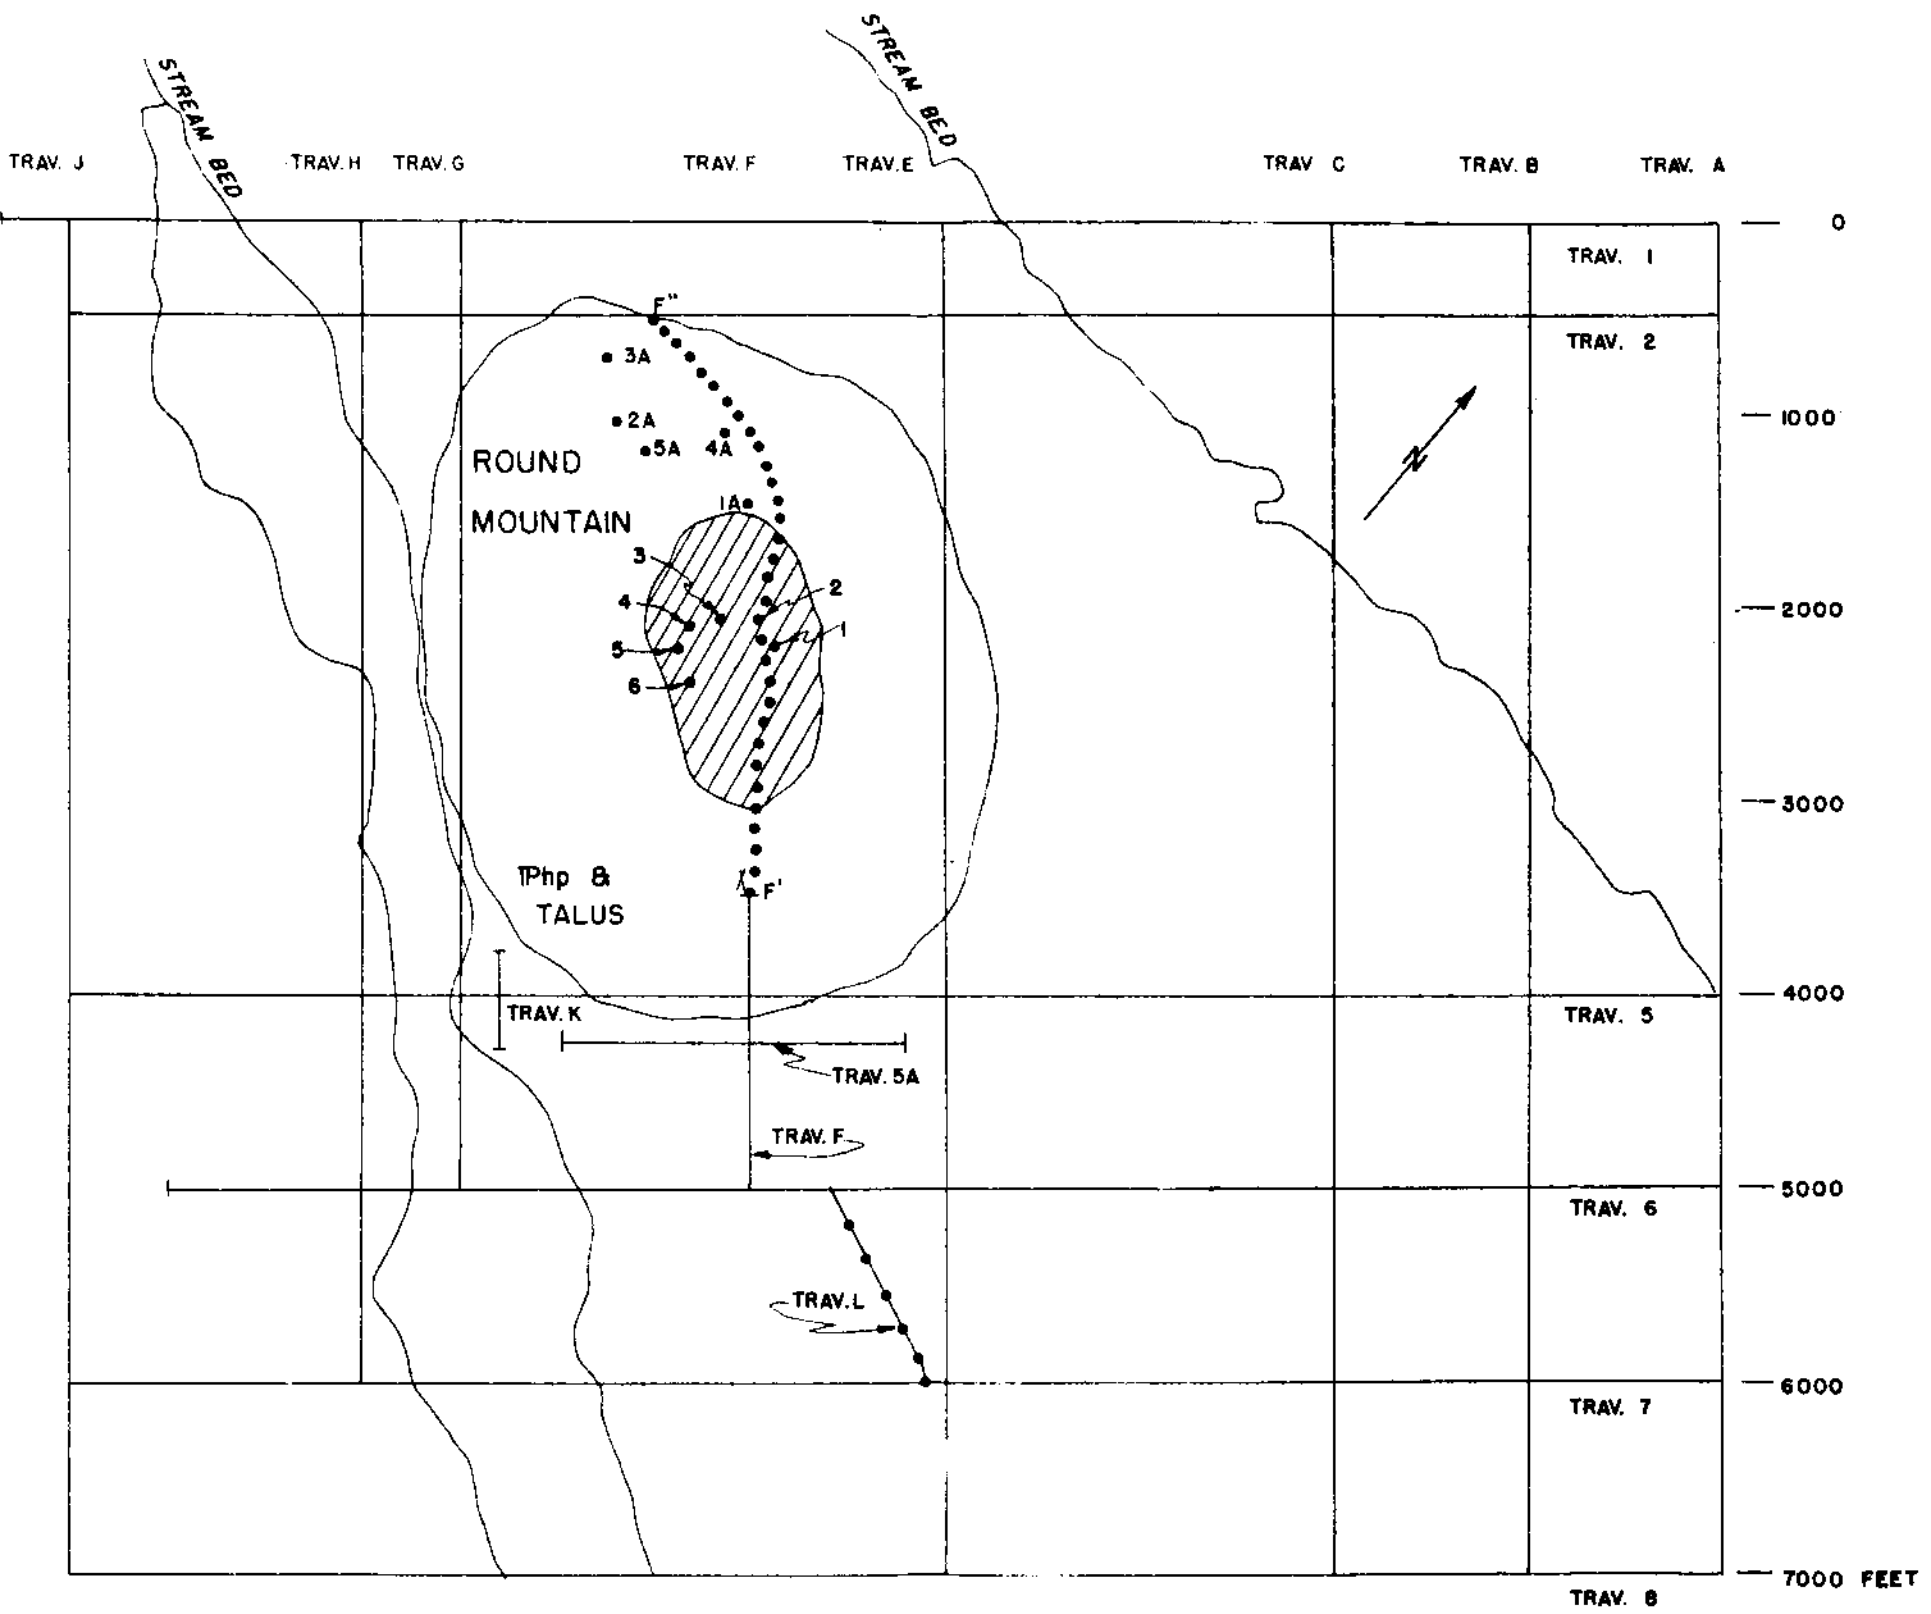 STREAM BED
STREAM BED
TRAV. J
TRAV. H
TRAV. G
TRAV. F
TRAV. E
TRAV C
TRAV. B
TRAV. A
0
TRAV. 1
F"
TRAV. 2
3A
1000
2A
5A
4A
ROUND
N
1A
MOUNTAIN
3
2
4
2000
1
5
6
3000
ℙhp &
F'
TALUS
4000
TRAV. K
TRAV. 5
TRAV. 5A
TRAV. F
5000
TRAV. 6
TRAV. L
6000
TRAV. 7
7000 FEET
TRAV. 8